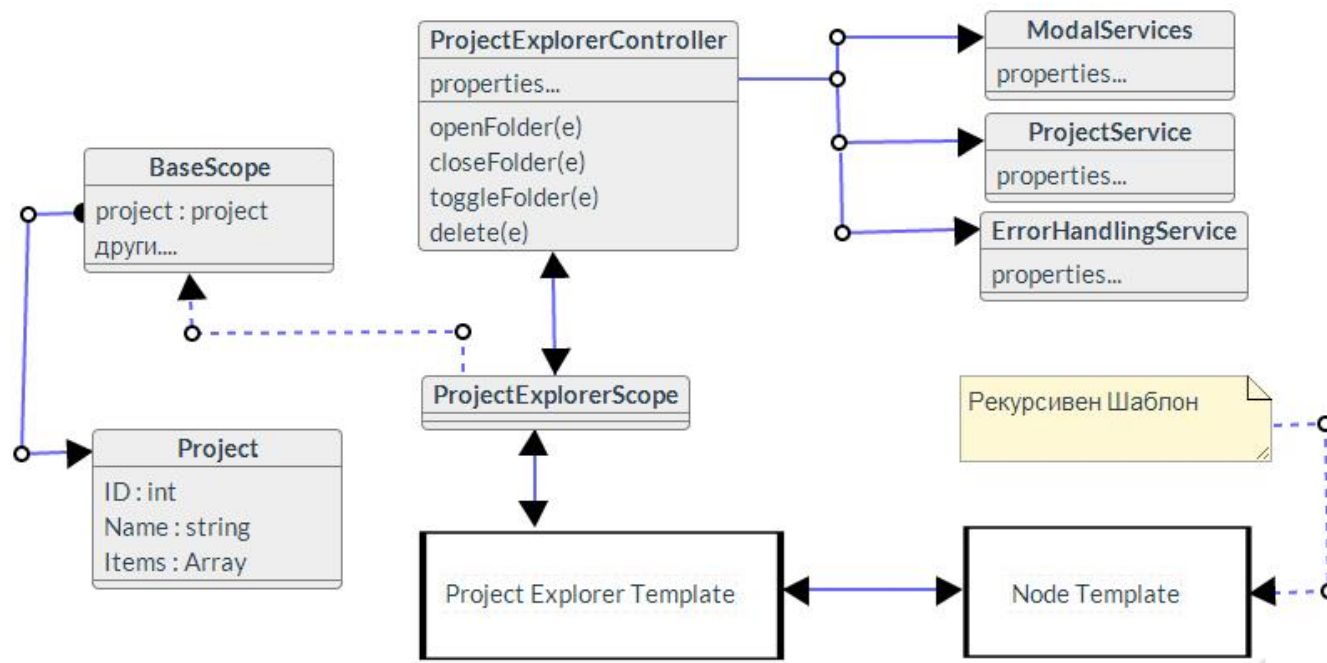 ProjectExplorerController
properties...
openFolder(e)
closeFolder(e)
toggleFolder(e)
delete(e)
ModalServices
properties...
ProjectService
properties...
ErrorHandlingService
properties...
BaseScope
project : project
други....
ProjectExplorerScope
Project
ID : int
Name : string
Items : Array
Рекурсивен Шаблон
Project Explorer Template
Node Template